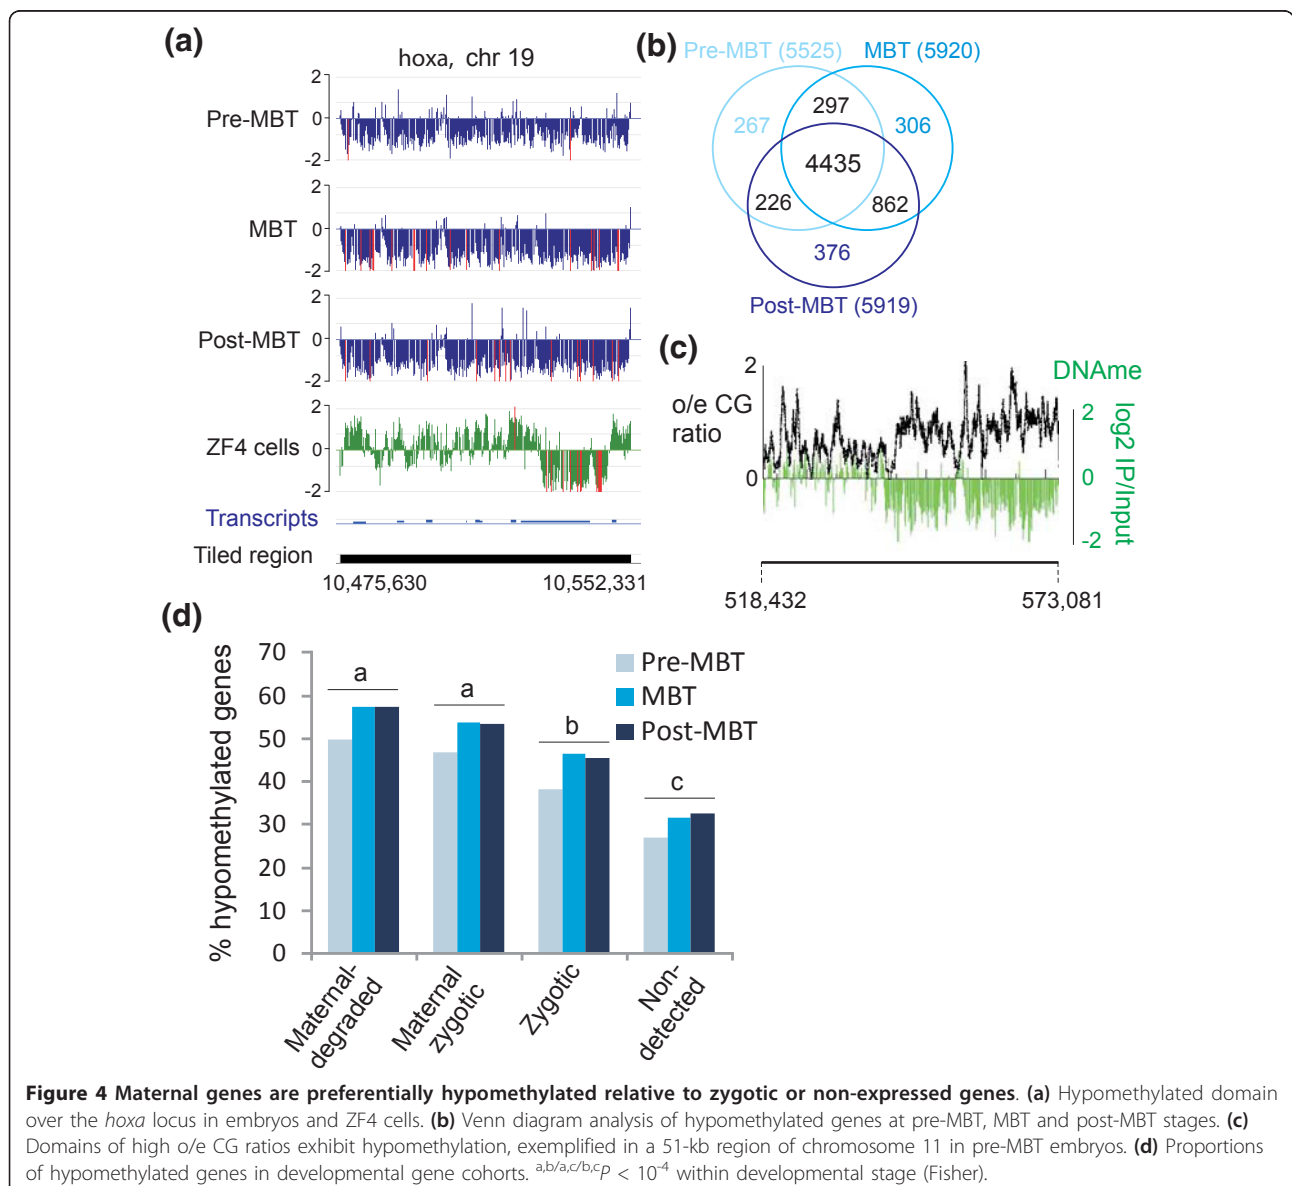 (a)
hoxa, chr 19
2
Pre-MBT 0
-2
2
MBT 0
-2
2
Post-MBT 0
-2
2
ZF4 cells 0
-2
Transcripts
Tiled region
10,475,630 10,552,331
(b)
Pre-MBT (5525) MBT (5920)
297
267 306
4435
226 862
376
Post-MBT (5919)
(c)
2 DNAme
o/e CG ratio
2
0 0
-2
log2 IP/Input
518,432 573,081
(d)
% hypomethylated genes
70
60
50
40
30
20
10
0
a
a
b
c
Pre-MBT
MBT
Post-MBT
Maternal-
degraded
Maternal
zygotic
Zygotic
Non-
detected
Figure 4 Maternal genes are preferentially hypomethylated relative to zygotic or non-expressed genes. (a) Hypomethylated domain
over the hoxa locus in embryos and ZF4 cells. (b) Venn diagram analysis of hypomethylated genes at pre-MBT, MBT and post-MBT stages. (c)
Domains of high o/e CG ratios exhibit hypomethylation, exemplified in a 51-kb region of chromosome 11 in pre-MBT embryos. (d) Proportions
of hypomethylated genes in developmental gene cohorts. a,b/a,c/b,cP < 10-4 within developmental stage (Fisher).